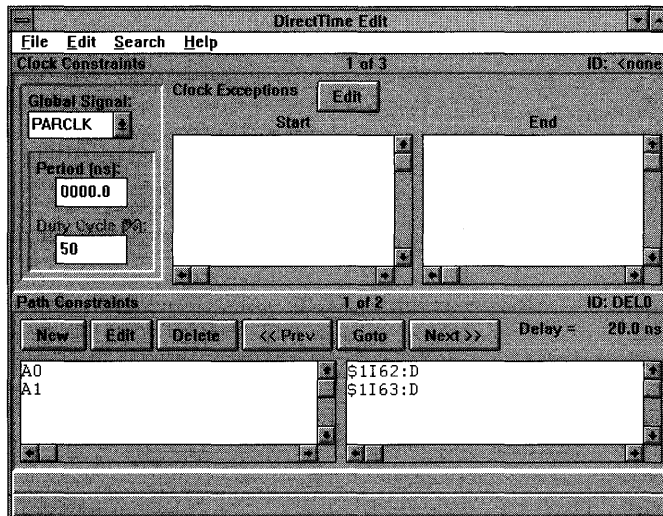 DirectTime Edit
File Edit Search Help
Clock Constraints 1 of 3 ID: <none
Global Signal:
PARCLK
Clock Exceptions Edit
Start End
Period [ns]:
0000.0
Duty Cycle [%]:
50
Path Constraints 1 of 2 ID: DEL0
New Edit Delete << Prev Goto Next >> Delay = 20.0 ns
A0
A1
$1I62:D
$1I63:D